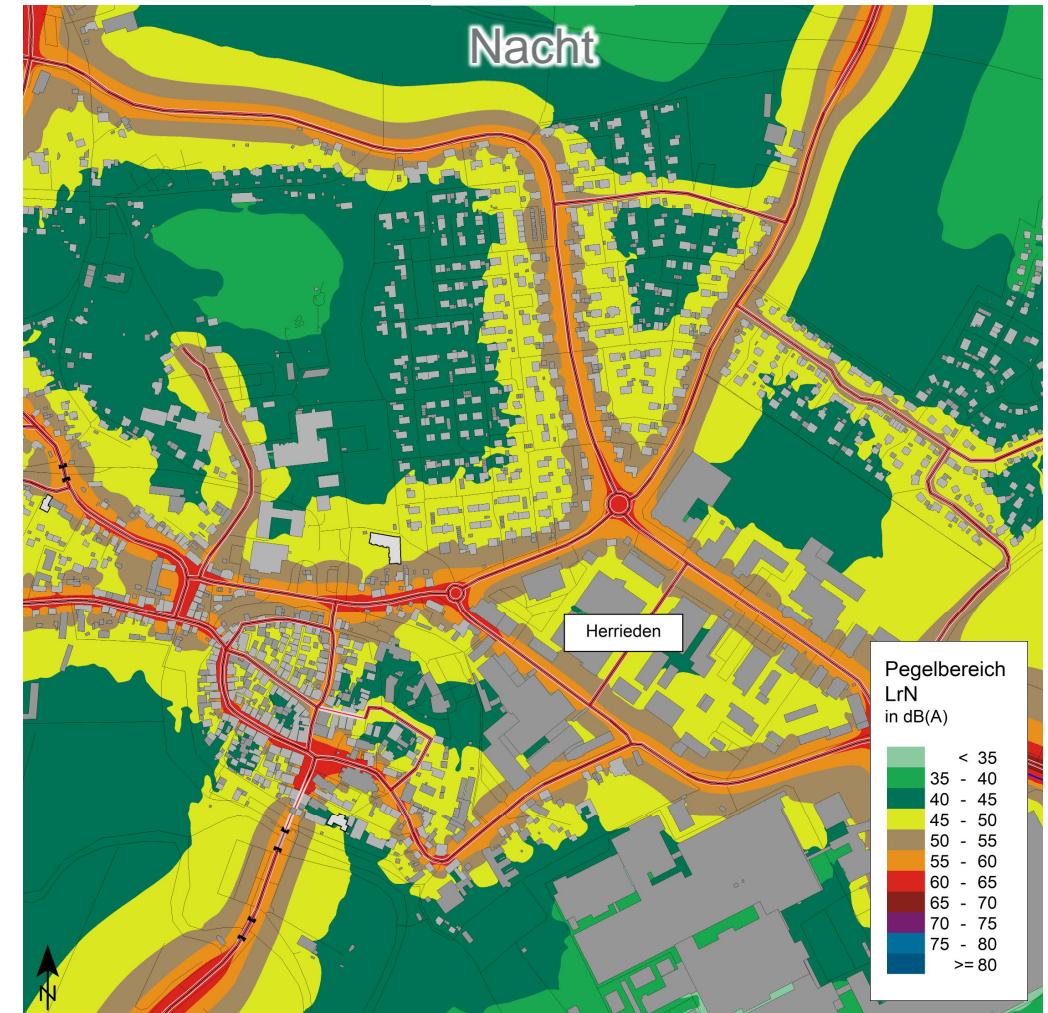 Nacht
Herrieden
Pegelbereich
LrN
in dB(A)
< 35
35 - 40
40 - 45
45 - 50
50 - 55
55 - 60
60 - 65
65 - 70
70 - 75
75 - 80
>= 80
N